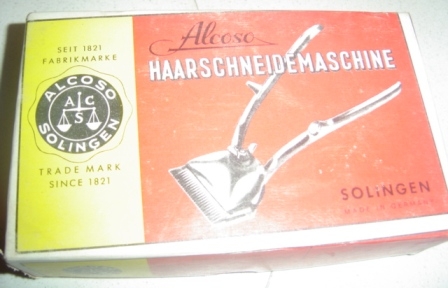 SEIT 1821
FABRIKMARKE
ALCOSO
A C
S
SOLINGEN
TRADE MARK
SINCE 1821
Alcoso
HAARSCHNEIDEMASCHINE
SOLiNGEN
MADE IN GERMANY